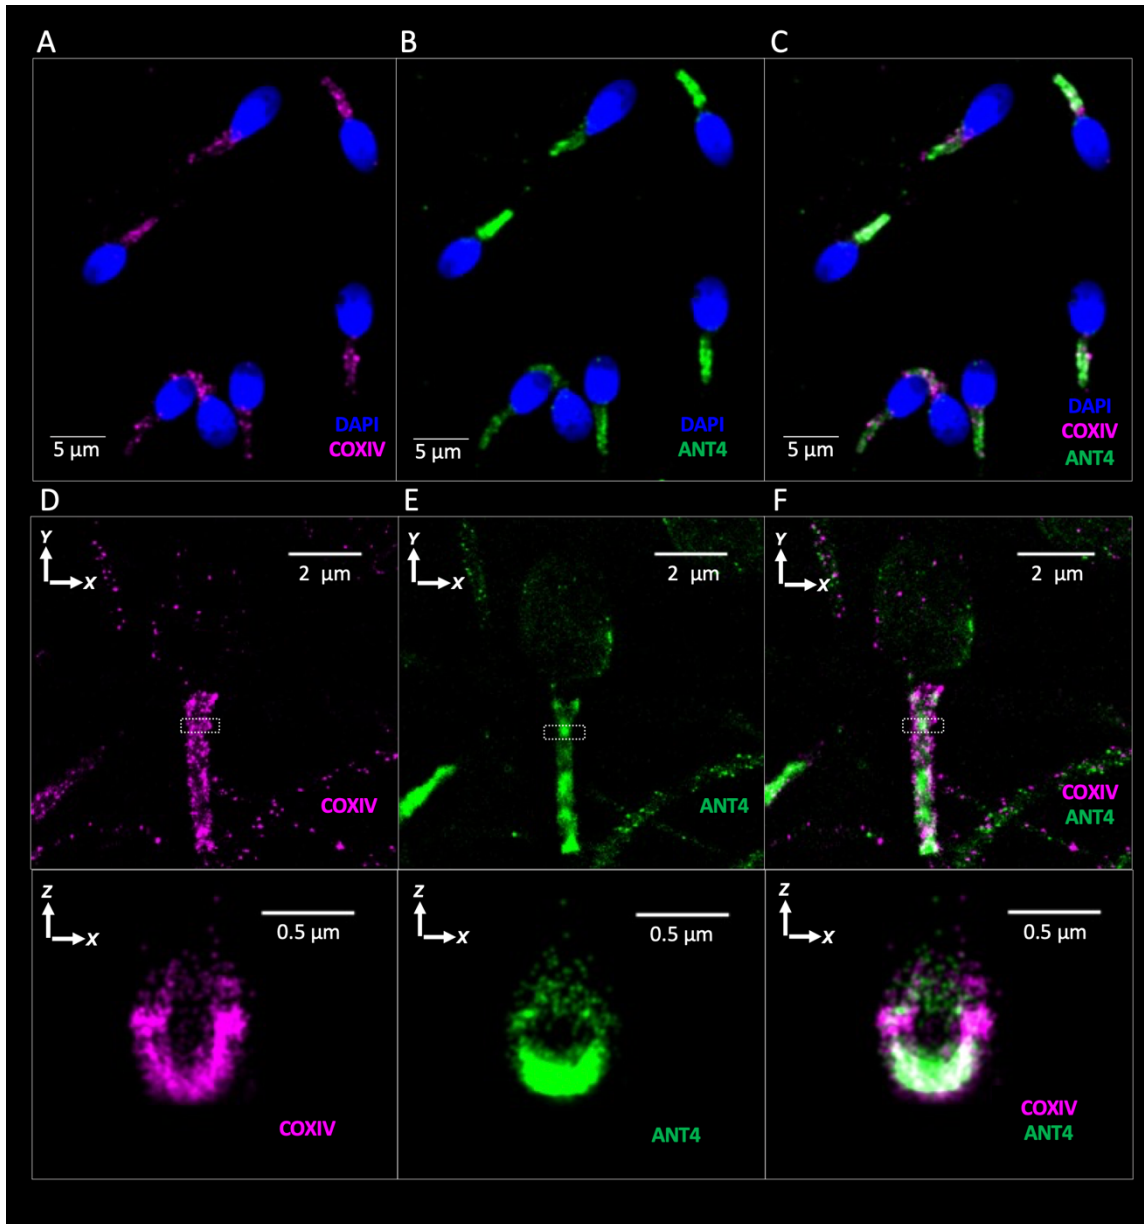 A
B
C
DAPI
COXIV
5 µm
DAPI
ANT4
5 µm
DAPI
COXIV
ANT4
5 µm
D
E
F
Y
X
2 µm
COXIV
Y
X
2 µm
ANT4
Y
X
2 µm
COXIV
ANT4
Z
X
0.5 µm
COXIV
Z
X
0.5 µm
ANT4
Z
X
0.5 µm
COXIV
ANT4